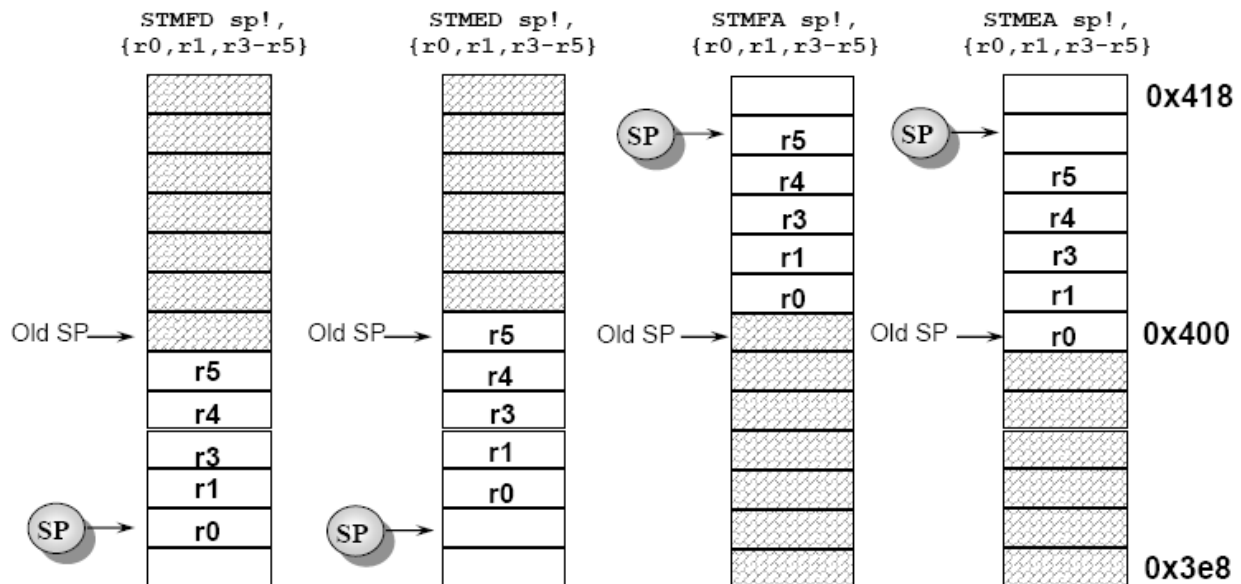 STMFD sp!,
{r0,r1,r3-r5}
STMED sp!,
{r0,r1,r3-r5}
STMFA sp!,
{r0,r1,r3-r5}
STMEA sp!,
{r0,r1,r3-r5}
Old SP
r5
r4
r3
r1
SP
r0
Old SP
r5
r4
r3
r1
r0
SP
SP
r5
r4
r3
r1
r0
Old SP
SP
r5
r4
r3
r1
Old SP
r0
0x418
0x400
0x3e8